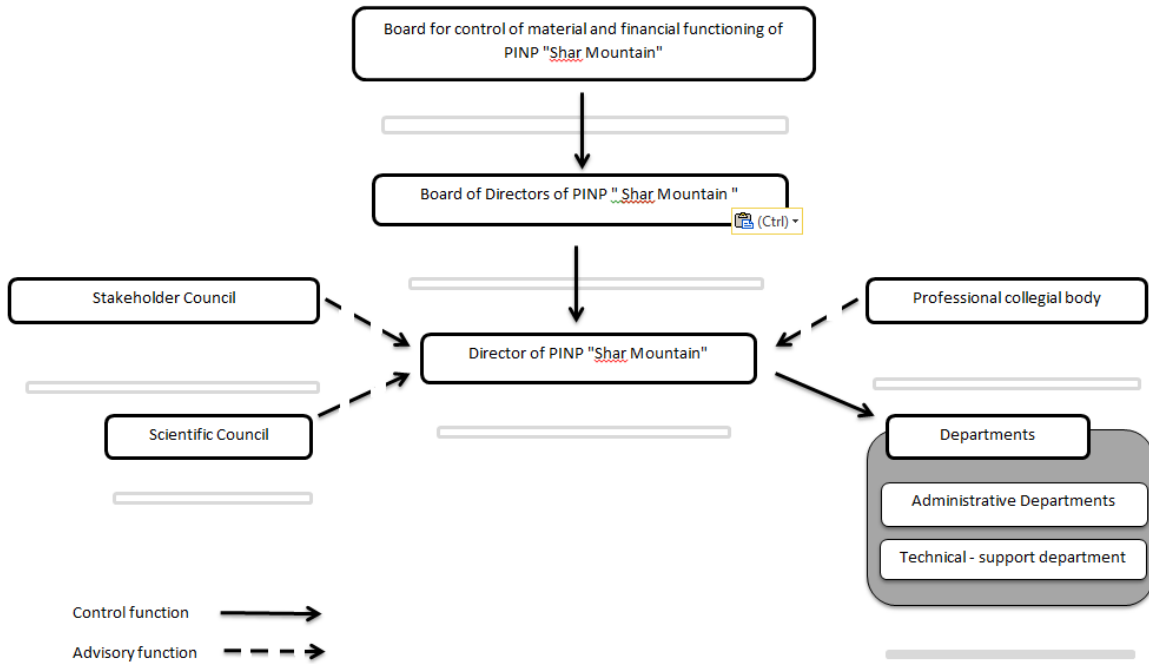 Board for control of material and financial functioning of
PINP "Shar Mountain"
Board of Directors of PINP " Shar Mountain "
(Ctrl)
Stakeholder Council
Professional collegial body
Director of PINP "Shar Mountain"
Scientific Council
Departments
Administrative Departments
Technical - support department
Control function
Advisory function